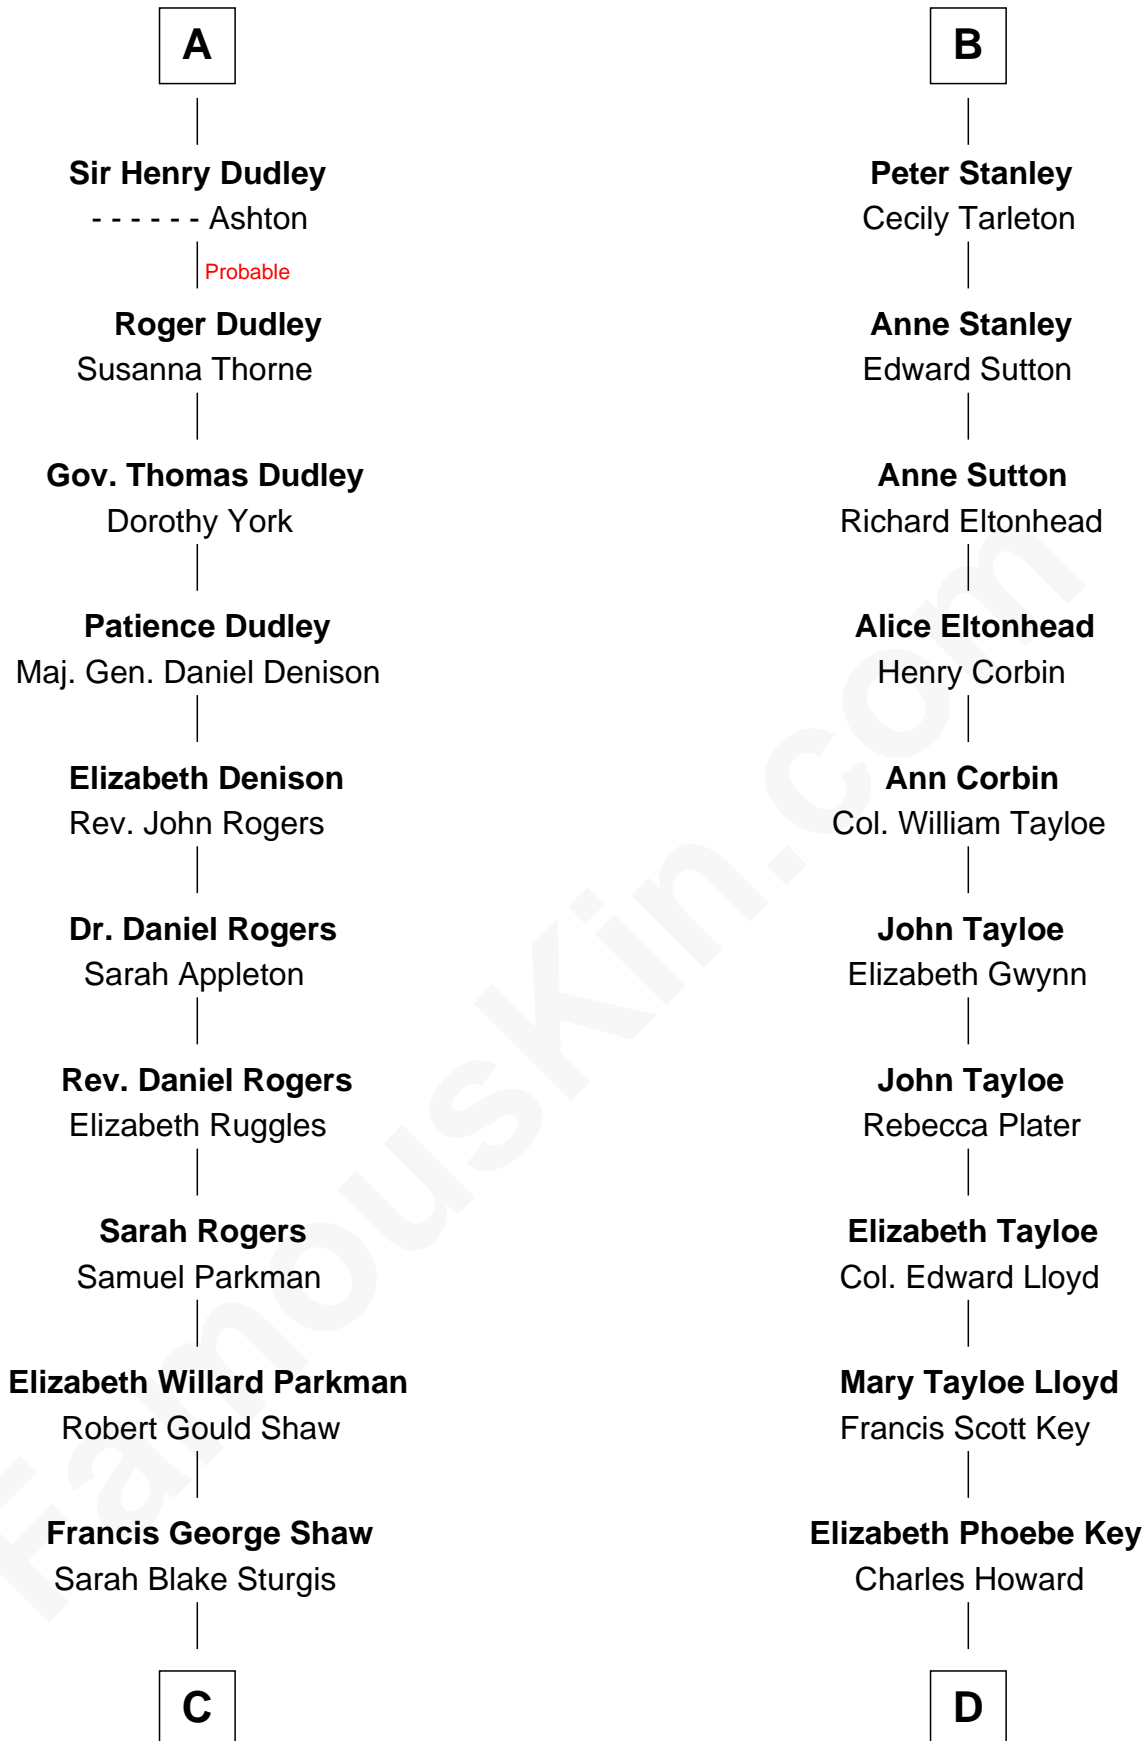 A
Sir Henry Dudley
- - - - - - Ashton
Probable
Roger Dudley
Susanna Thorne
Gov. Thomas Dudley
Dorothy York
Patience Dudley
Maj. Gen. Daniel Denison
Elizabeth Denison
Rev. John Rogers
Dr. Daniel Rogers
Sarah Appleton
Rev. Daniel Rogers
Elizabeth Ruggles
Sarah Rogers
Samuel Parkman
Elizabeth Willard Parkman
Robert Gould Shaw
Francis George Shaw
Sarah Blake Sturgis
C
B
Peter Stanley
Cecily Tarleton
Anne Stanley
Edward Sutton
Anne Sutton
Richard Eltonhead
Alice Eltonhead
Henry Corbin
Ann Corbin
Col. William Tayloe
John Tayloe
Elizabeth Gwynn
John Tayloe
Rebecca Plater
Elizabeth Tayloe
Col. Edward Lloyd
Mary Tayloe Lloyd
Francis Scott Key
Elizabeth Phoebe Key
Charles Howard
D
FamousKin.com